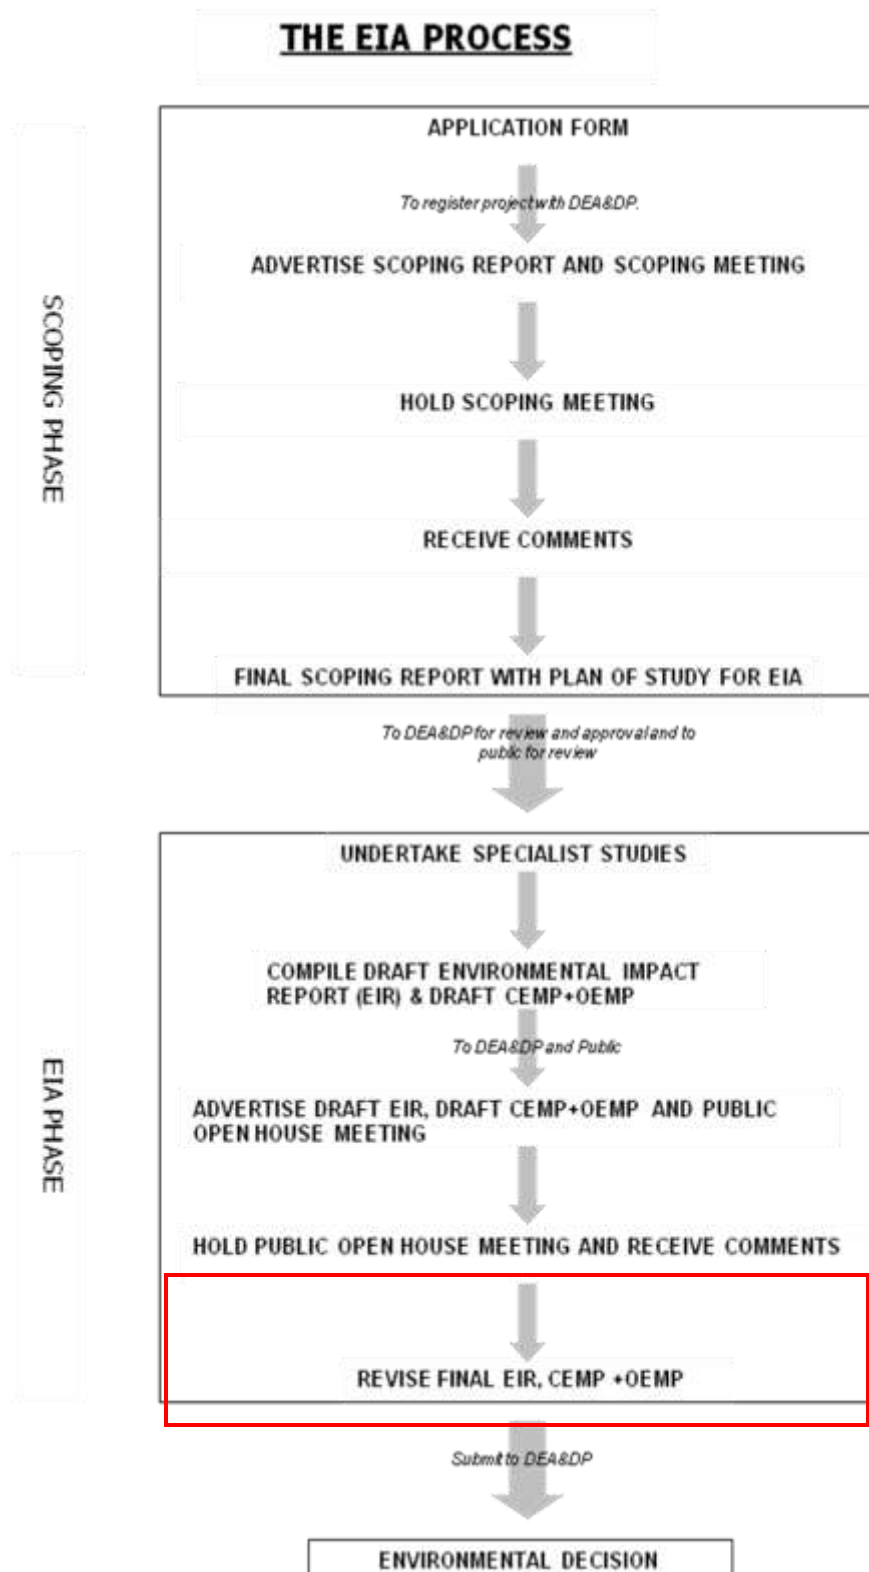 THE EIA PROCESS
APPLICATION FORM
To register project with DEA&DP.
ADVERTISE SCOPING REPORT AND SCOPING MEETING
HOLD SCOPING MEETING
RECEIVE COMMENTS
FINAL SCOPING REPORT WITH PLAN OF STUDY FOR EIA
SCOPING PHASE
To DEA&DP for review and approval and to
public for review
UNDERTAKE SPECIALIST STUDIES
COMPILE DRAFT ENVIRONMENTAL IMPACT
REPORT (EIR) & DRAFT CEMP+OEMP
To DEA&DP and Public
ADVERTISE DRAFT EIR, DRAFT CEMP+OEMP AND PUBLIC
OPEN HOUSE MEETING
HOLD PUBLIC OPEN HOUSE MEETING AND RECEIVE COMMENTS
REVISE FINAL EIR, CEMP +OEMP
EIA PHASE
Submit to DEA&DP
ENVIRONMENTAL DECISION